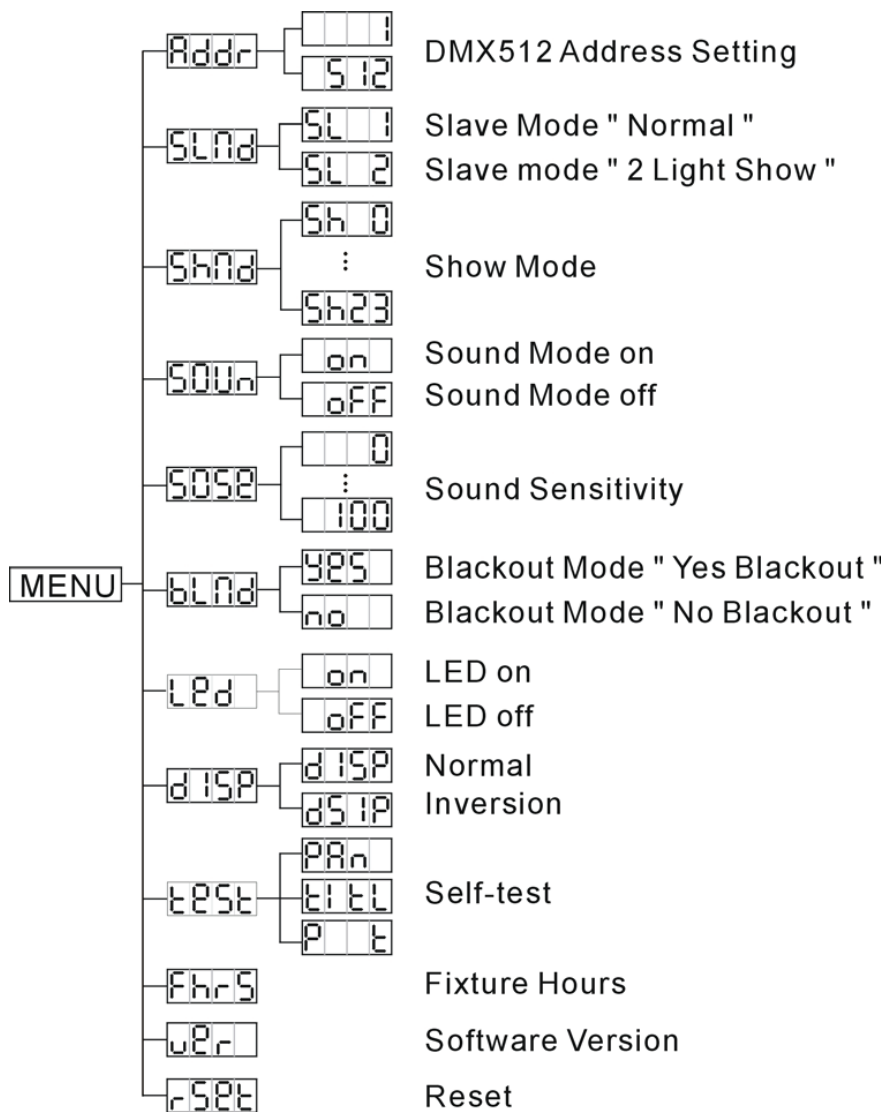 MENU
Addr
1
512
DMX512 Address Setting
SLMd
SL 1 Slave Mode " Normal "
SL 2 Slave mode " 2 Light Show "
ShMd
Sh 0
⋮
Sh23
Show Mode
SOUn
on Sound Mode on
oFF Sound Mode off
SOSe
0
⋮
100
Sound Sensitivity
bLMd
yes Blackout Mode " Yes Blackout "
no Blackout Mode " No Blackout "
Led
on LED on
oFF LED off
dISP
dISP Normal
dSIP Inversion
teSt
PAn
tItL
P t
Self-test
FhrS Fixture Hours
ver Software Version
rSet Reset